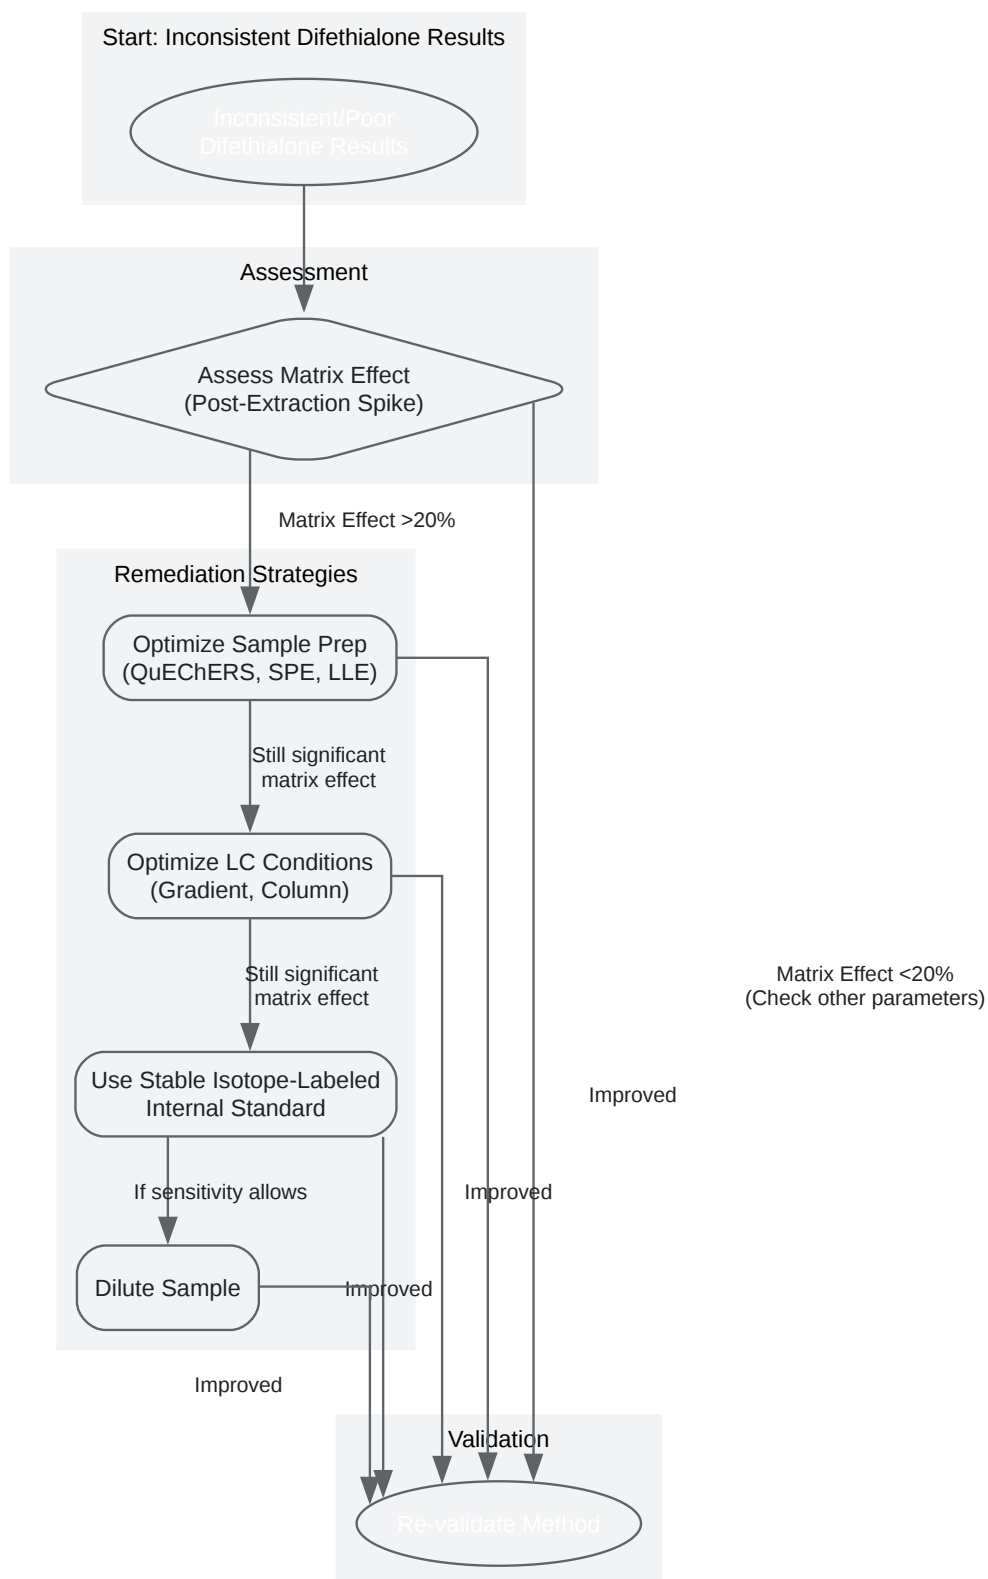 Start: Inconsistent Difethialone Results
Inconsistent/Poor
Difethialone Results
Assessment
Assess Matrix Effect
(Post-Extraction Spike)
Matrix Effect >20%
Remediation Strategies
Optimize Sample Prep
(QuEChERS, SPE, LLE)
Still significant
matrix effect
Optimize LC Conditions
(Gradient, Column)
Still significant
matrix effect
Matrix Effect <20%
(Check other parameters)
Use Stable Isotope-Labeled
Internal Standard
Improved
If sensitivity allows
Improved
Dilute Sample
Improved
Improved
Validation
Re-validate Method